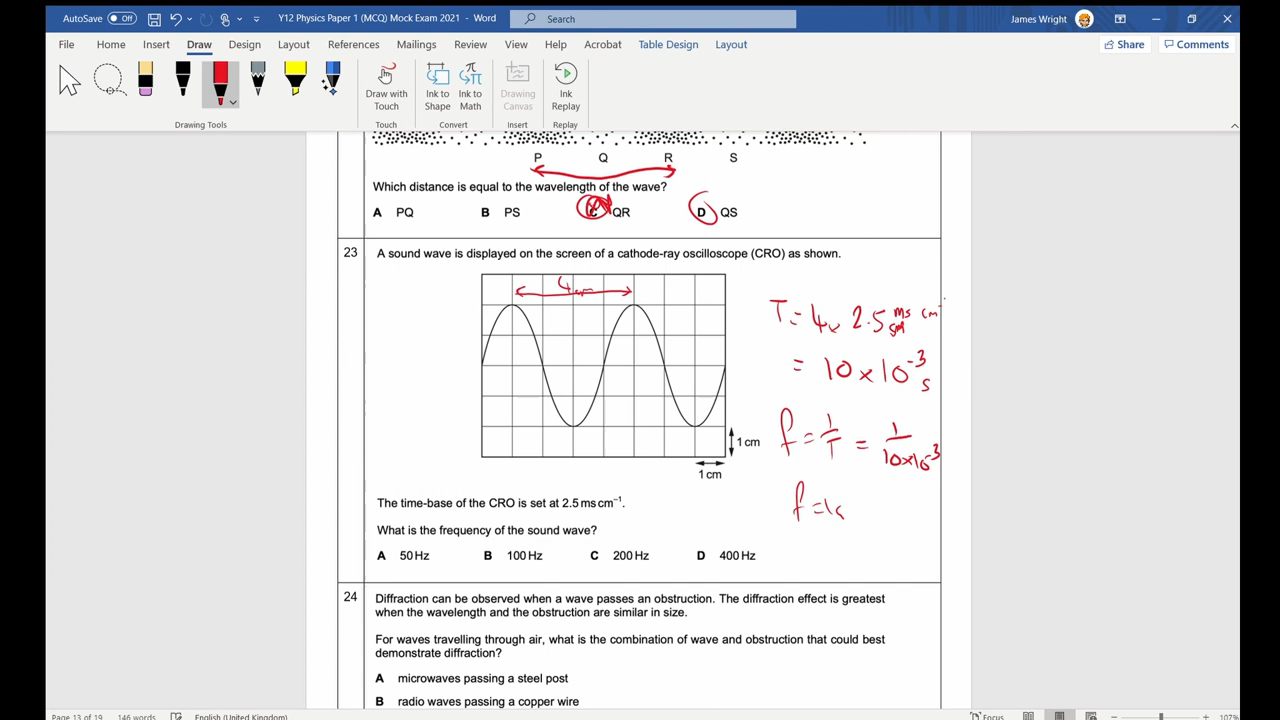 AutoSave Off Y12 Physics Paper 1 (MCQ) Mock Exam 2021 - Word Search James Wright
File Home Insert Draw Design Layout References Mailings Review View Help Acrobat Table Design Layout Share Comments
Draw with Touch Ink to Shape Ink to Math Drawing Canvas Ink Replay
Drawing Tools Touch Convert Insert Replay
P Q R S
Which distance is equal to the wavelength of the wave?
A PQ B PS C QR D QS
23 A sound wave is displayed on the screen of a cathode-ray oscilloscope (CRO) as shown.
4cm
T = 4 x 2.5 ms cm-
= 10 x 10-3 s
f = 1/T = 1/10x10-3
1 cm
1 cm
f =
The time-base of the CRO is set at 2.5 ms cm–1.
What is the frequency of the sound wave?
A 50 Hz B 100 Hz C 200 Hz D 400 Hz
24 Diffraction can be observed when a wave passes an obstruction. The diffraction effect is greatest
when the wavelength and the obstruction are similar in size.
For waves travelling through air, what is the combination of wave and obstruction that could best
demonstrate diffraction?
A microwaves passing a steel post
B radio waves passing a copper wire
Page 13 of 19 146 words English (United Kingdom) Focus 107%